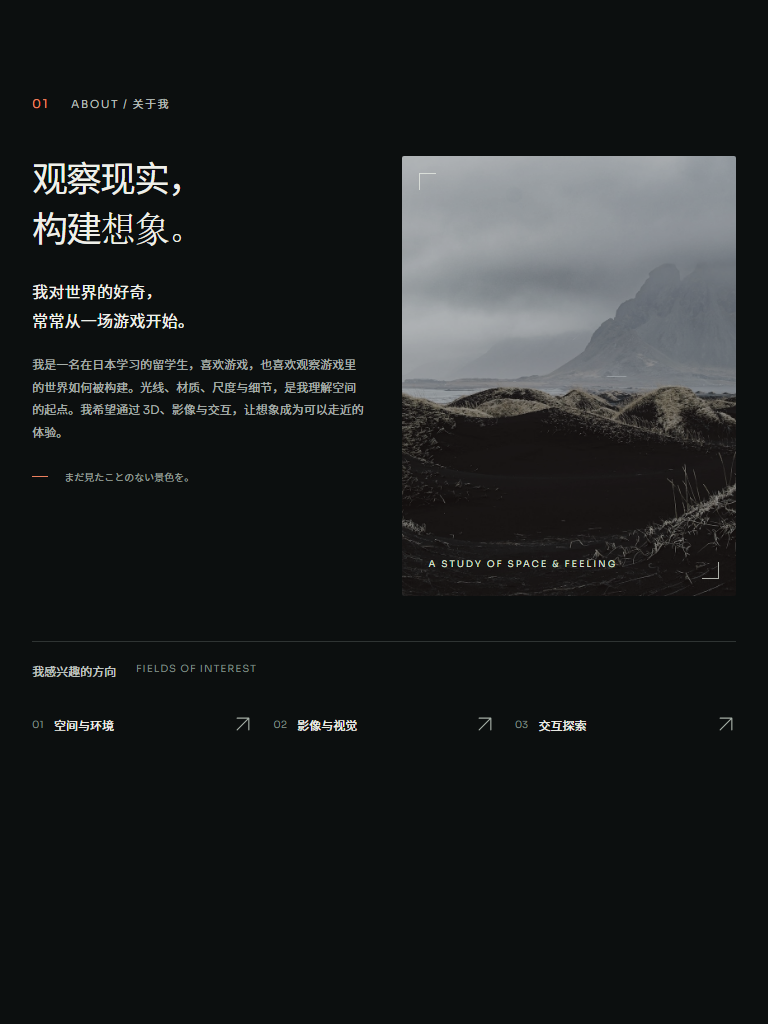 01 ABOUT / 关于我
观察现实，
构建想象。
我对世界的好奇，
常常从一场游戏开始。
我是一名在日本学习的留学生，喜欢游戏，也喜欢观察游戏里
的世界如何被构建。光线、材质、尺度与细节，是我理解空间
的起点。我希望通过 3D、影像与交互，让想象成为可以走近的
体验。
まだ見たことのない景色を。
A STUDY OF SPACE & FEELING
我感兴趣的方向 FIELDS OF INTEREST
01 空间与环境
02 影像与视觉
03 交互探索